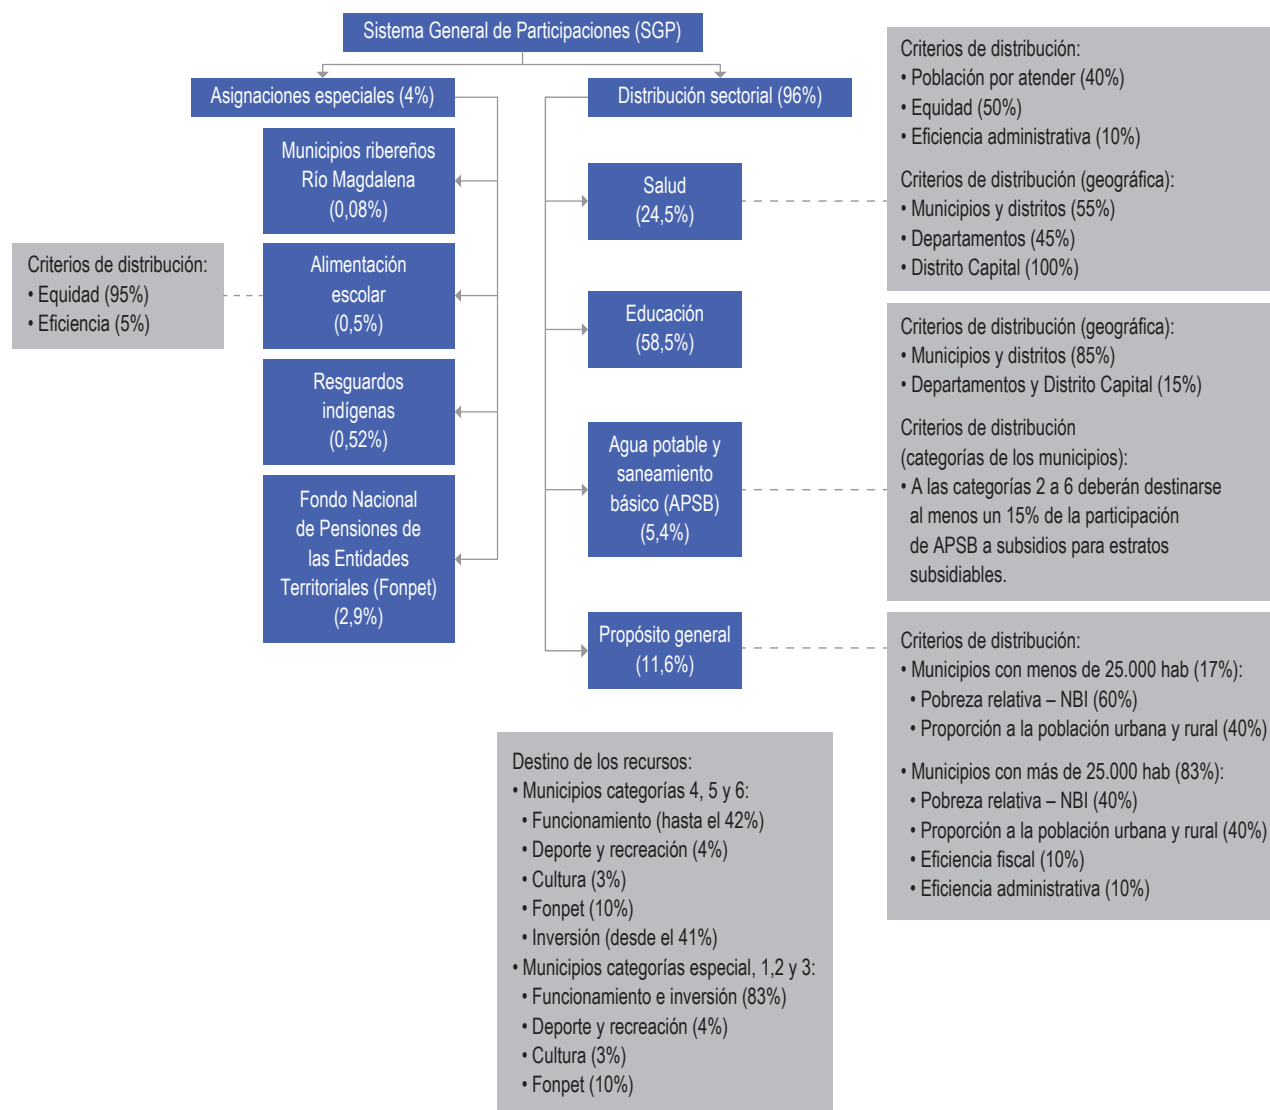 Sistema General de Participaciones (SGP)
Asignaciones especiales (4%)
Municipios ribereños
Río Magdalena
(0,08%)
Alimentación
escolar
(0,5%)
Criterios de distribución:
• Equidad (95%)
• Eficiencia (5%)
Resguardos
indígenas
(0,52%)
Fondo Nacional
de Pensiones de
las Entidades
Territoriales (Fonpet)
(2,9%)
Distribución sectorial (96%)
Salud
(24,5%)
Criterios de distribución:
• Población por atender (40%)
• Equidad (50%)
• Eficiencia administrativa (10%)
Criterios de distribución (geográfica):
• Municipios y distritos (55%)
• Departamentos (45%)
• Distrito Capital (100%)
Educación
(58,5%)
Agua potable y
saneamiento
básico (APSB)
(5,4%)
Criterios de distribución (geográfica):
• Municipios y distritos (85%)
• Departamentos y Distrito Capital (15%)
Criterios de distribución
(categorías de los municipios):
• A las categorías 2 a 6 deberán destinarse
al menos un 15% de la participación
de APSB a subsidios para estratos
subsidiables.
Propósito general
(11,6%)
Criterios de distribución:
• Municipios con menos de 25.000 hab (17%):
• Pobreza relativa – NBI (60%)
• Proporción a la población urbana y rural (40%)
• Municipios con más de 25.000 hab (83%):
• Pobreza relativa – NBI (40%)
• Proporción a la población urbana y rural (40%)
• Eficiencia fiscal (10%)
• Eficiencia administrativa (10%)
Destino de los recursos:
• Municipios categorías 4, 5 y 6:
• Funcionamiento (hasta el 42%)
• Deporte y recreación (4%)
• Cultura (3%)
• Fonpet (10%)
• Inversión (desde el 41%)
• Municipios categorías especial, 1,2 y 3:
• Funcionamiento e inversión (83%)
• Deporte y recreación (4%)
• Cultura (3%)
• Fonpet (10%)